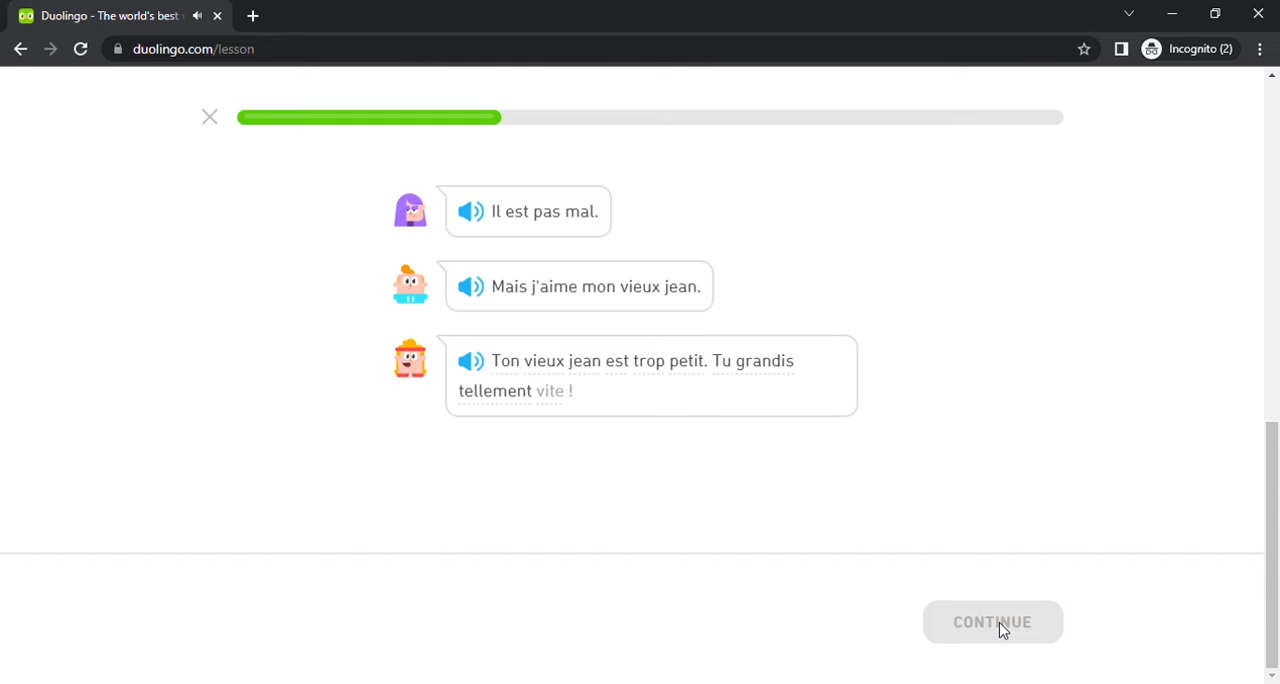 Duolingo - The world's best
duolingo.com/lesson
Incognito (2)
Il est pas mal.
Mais j'aime mon vieux jean.
Ton vieux jean est trop petit. Tu grandis
tellement vite !
CONTINUE